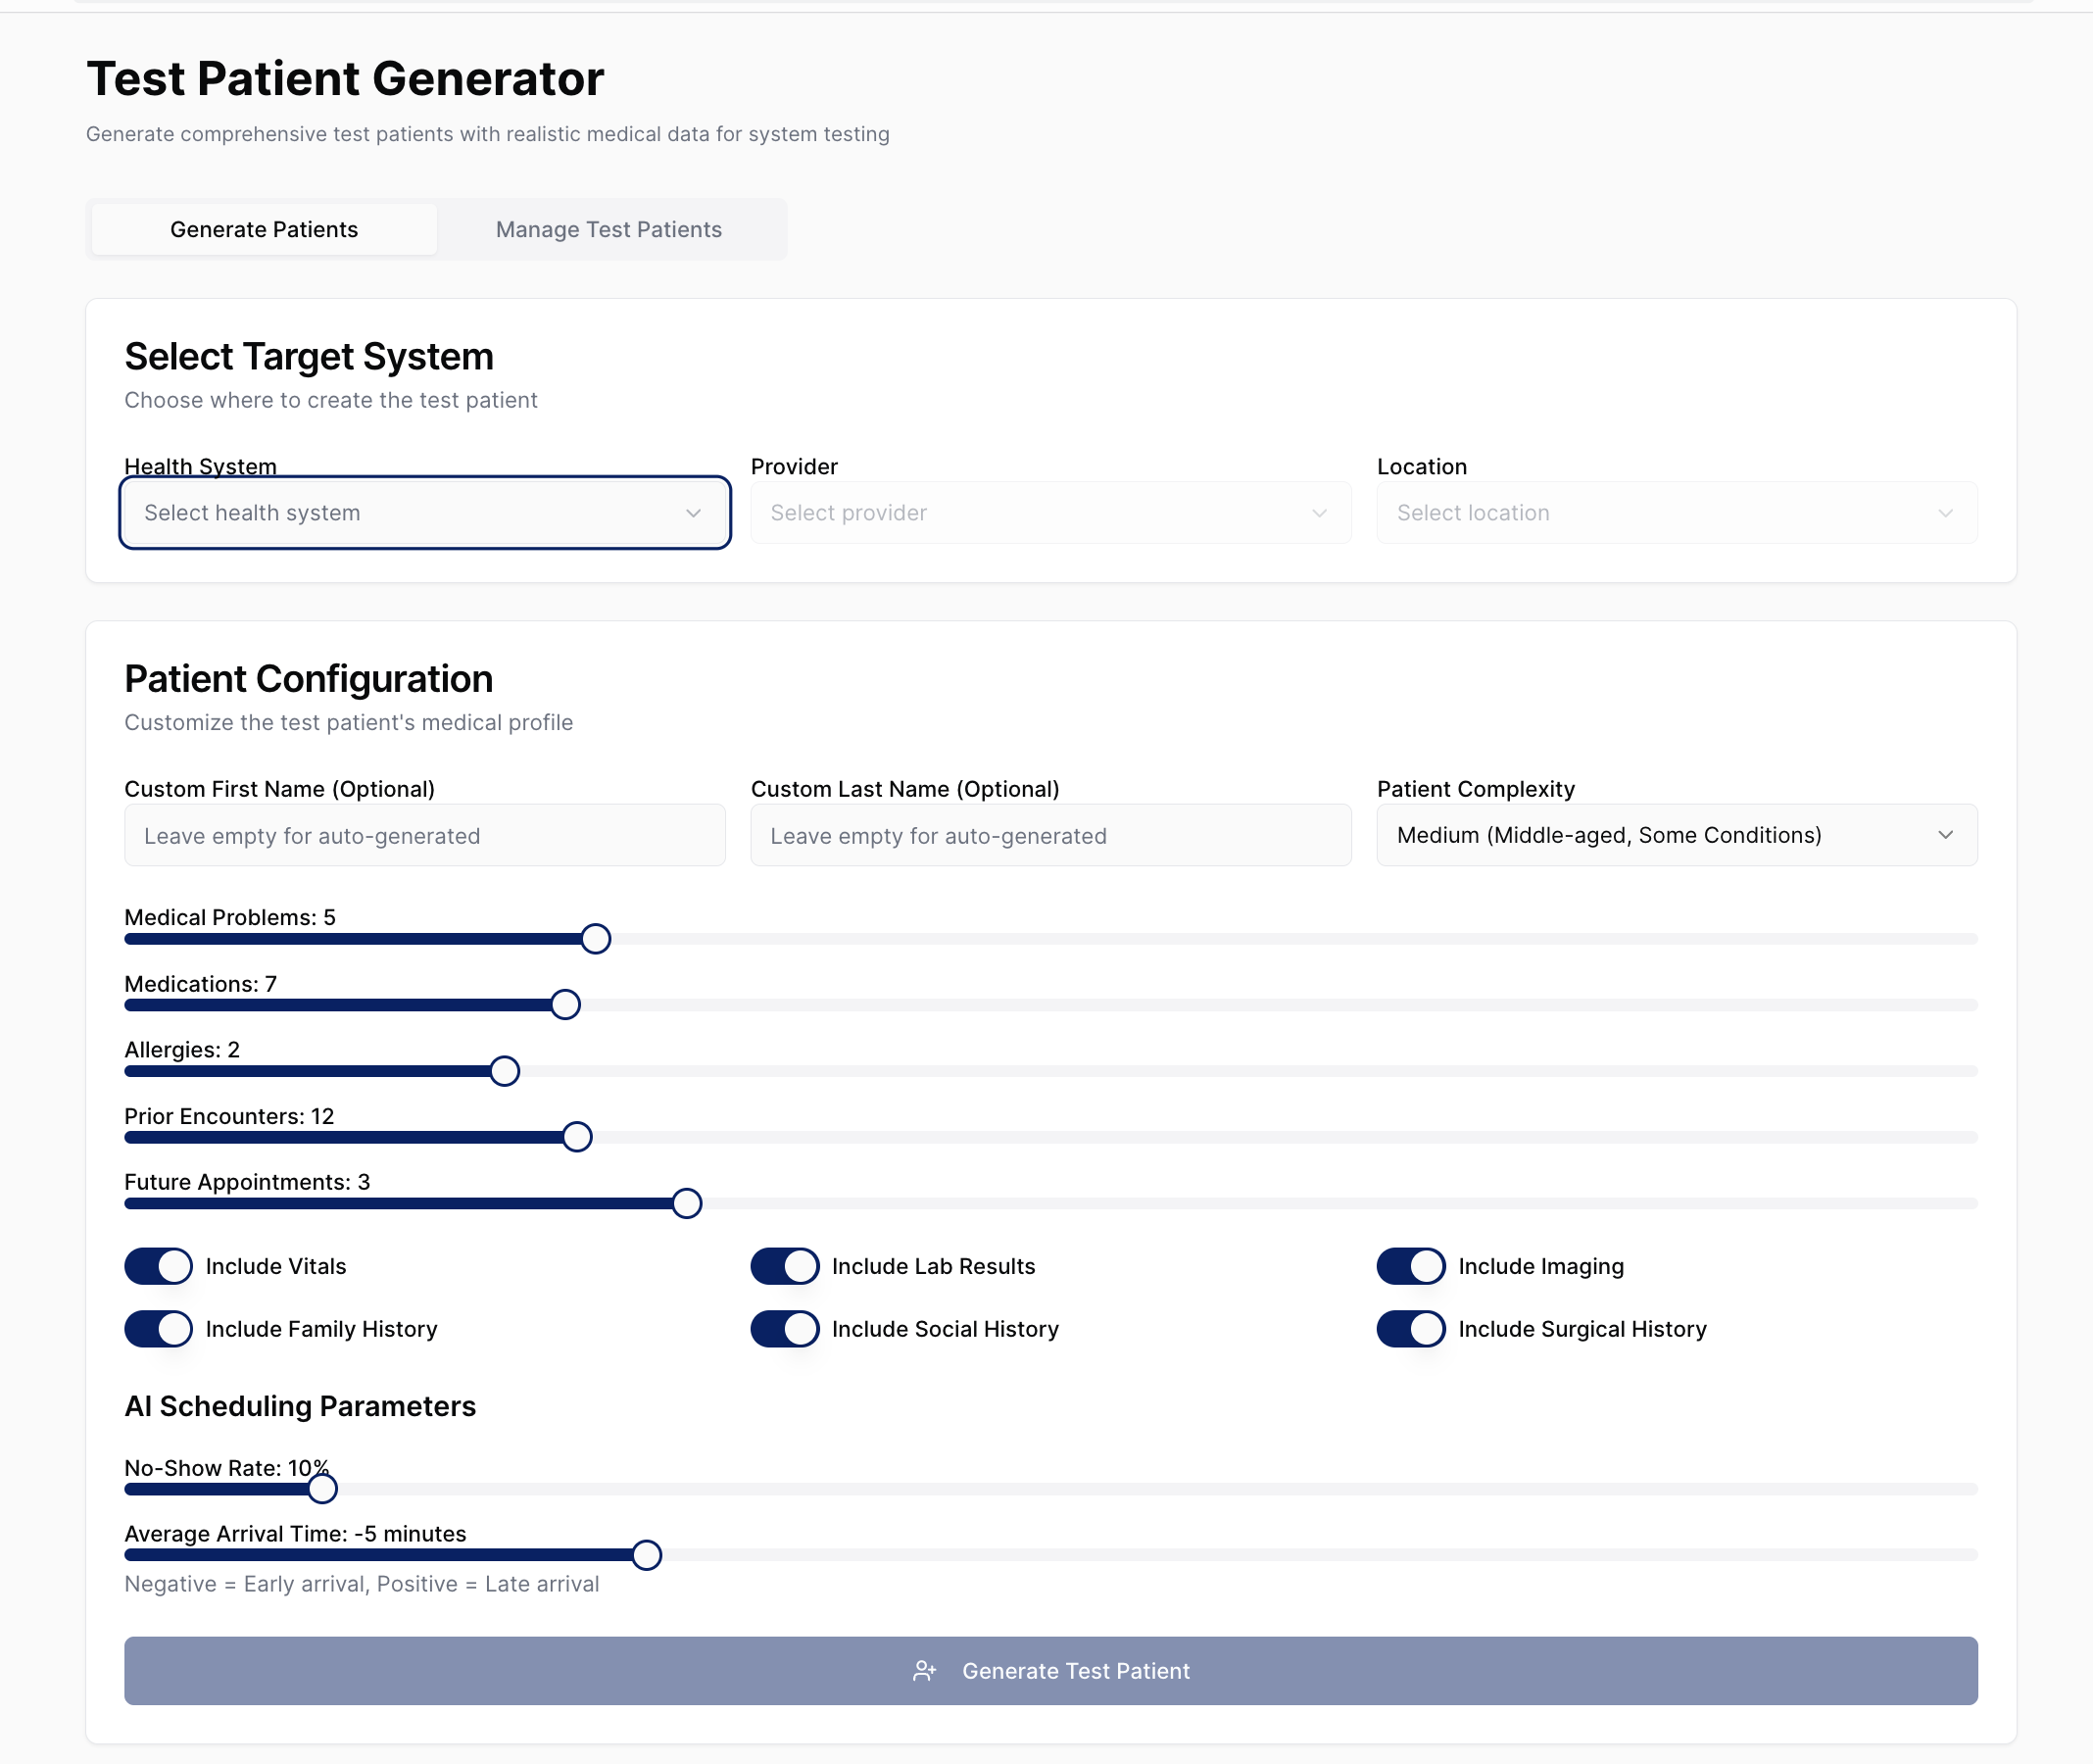 Test Patient Generator
Generate comprehensive test patients with realistic medical data for system testing
Generate Patients
Manage Test Patients
Select Target System
Choose where to create the test patient
Health System
Provider
Location
Select health system
Select provider
Select location
Patient Configuration
Customize the test patient's medical profile
Custom First Name (Optional)
Custom Last Name (Optional)
Patient Complexity
Leave empty for auto-generated
Leave empty for auto-generated
Medium (Middle-aged, Some Conditions)
Medical Problems: 5
Medications: 7
Allergies: 2
Prior Encounters: 12
Future Appointments: 3
Include Vitals
Include Lab Results
Include Imaging
Include Family History
Include Social History
Include Surgical History
AI Scheduling Parameters
No-Show Rate: 10%
Average Arrival Time: -5 minutes
Negative = Early arrival, Positive = Late arrival
Generate Test Patient